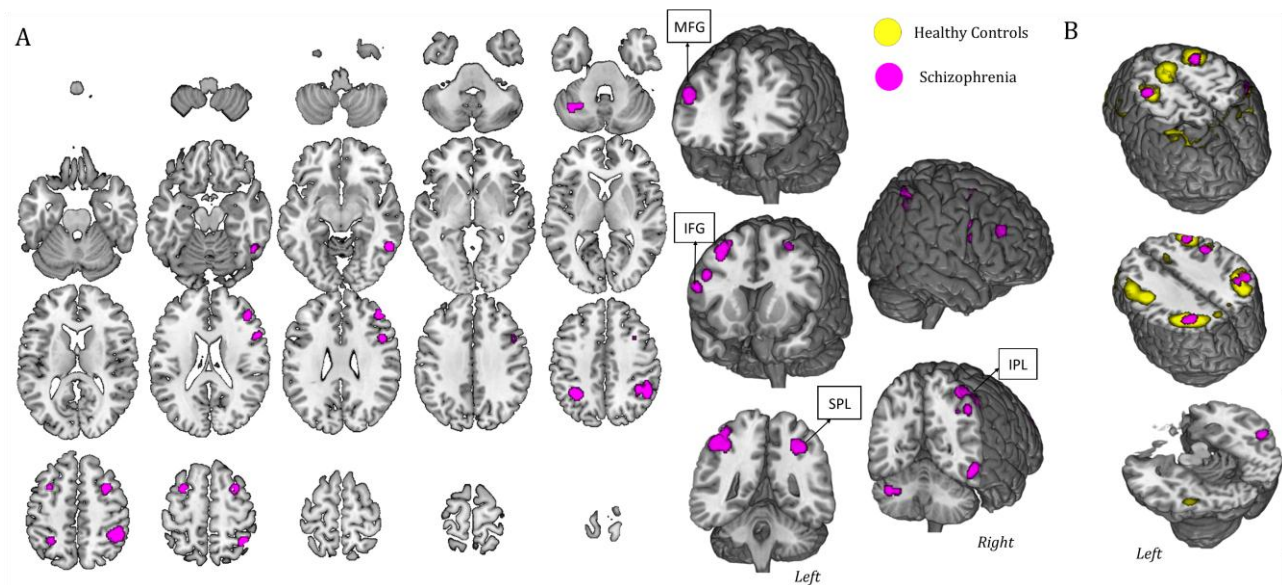 A
MFG
Healthy Controls
Schizophrenia
B
IFG
IPL
SPL
Right
Left
Left